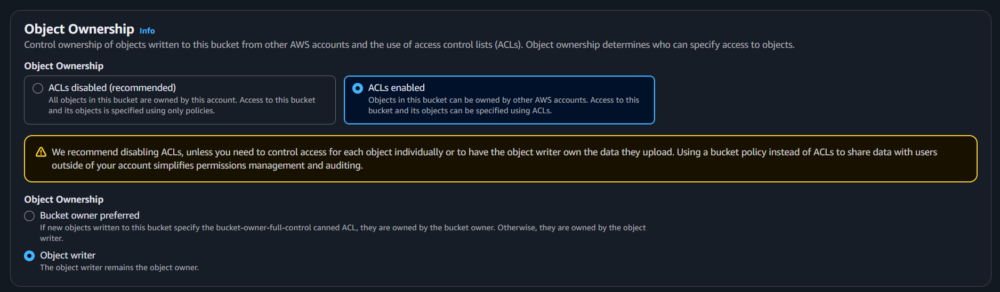 Object Ownership Info
Control ownership of objects written to this bucket from other AWS accounts and the use of access control lists (ACLs). Object ownership determines who can specify access to objects.
Object Ownership
ACLs disabled (recommended)
All objects in this bucket are owned by this account. Access to this bucket
and its objects is specified using only policies.
ACLs enabled
Objects in this bucket can be owned by other AWS accounts. Access to this
bucket and its objects can be specified using ACLs.
We recommend disabling ACLs, unless you need to control access for each object individually or to have the object writer own the data they upload. Using a bucket policy instead of ACLs to share data with users
outside of your account simplifies permissions management and auditing.
Object Ownership
Bucket owner preferred
If new objects written to this bucket specify the bucket-owner-full-control canned ACL, they are owned by the bucket owner. Otherwise, they are owned by the object
writer.
Object writer
The object writer remains the object owner.